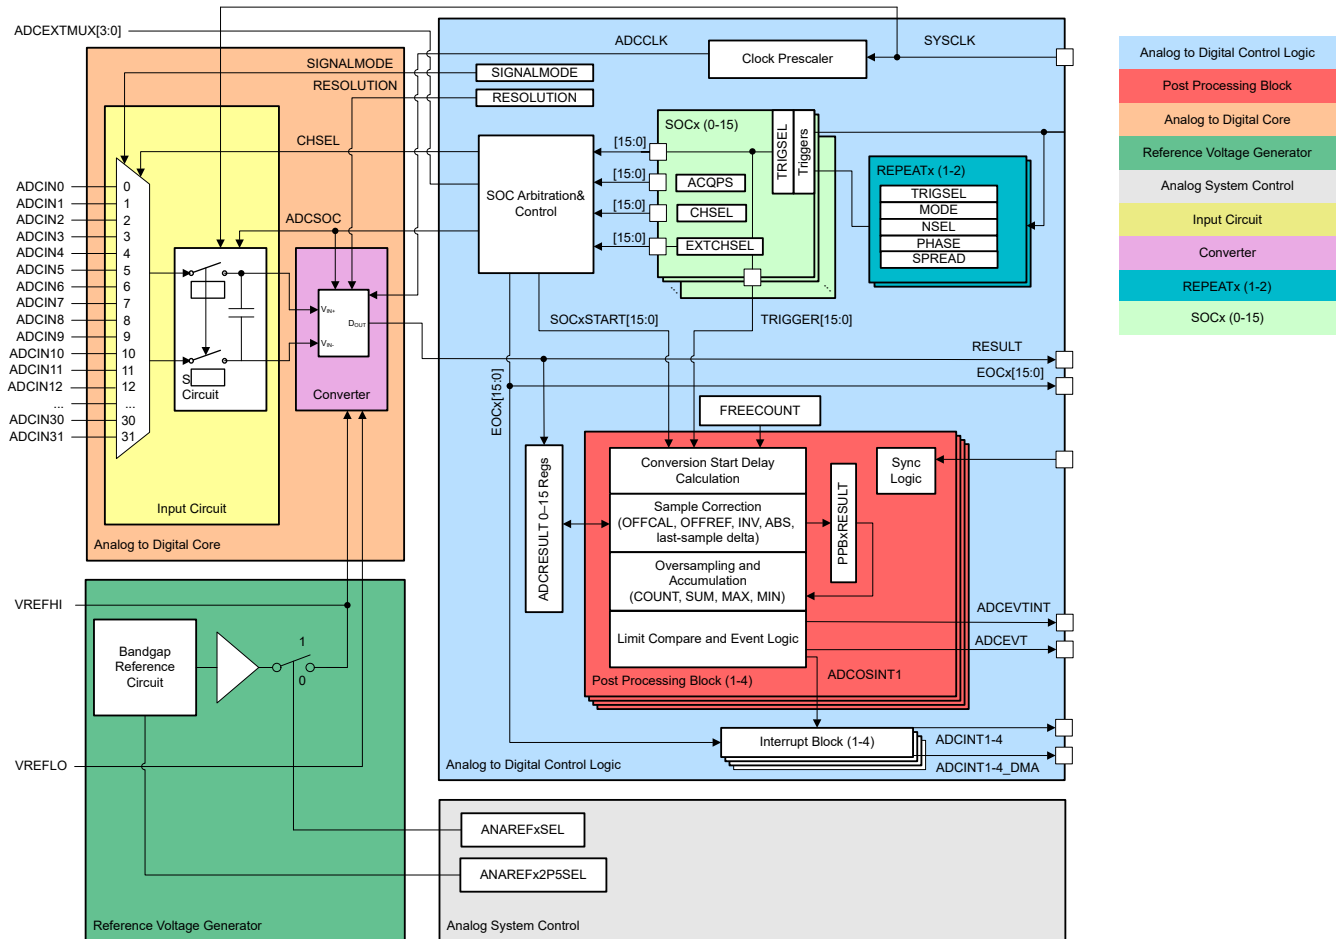 ADCEXTMUX[3:0]
ADCCLK
SYSCLK
Clock Prescaler
SIGNALMODE
SIGNALMODE
RESOLUTION
RESOLUTION
CHSEL
ADCSOC
ADCIN0
ADCIN1
ADCIN2
ADCIN3
ADCIN4
ADCIN5
ADCIN6
ADCIN7
ADCIN8
ADCIN9
ADCIN10
ADCIN11
ADCIN12
...
ADCIN30
ADCIN31
0
1
2
3
4
5
6
7
8
9
10
11
12
...
30
31
S
Circuit
Input Circuit
VIN+
VIN-
DOUT
Converter
Analog to Digital Core
SOC Arbitration&
Control
[15:0]
[15:0]
[15:0]
[15:0]
SOCx (0-15)
TRIGSEL
Triggers
ACQPS
CHSEL
EXTCHSEL
REPEATx (1-2)
TRIGSEL
MODE
NSEL
PHASE
SPREAD
SOCxSTART[15:0]
TRIGGER[15:0]
RESULT
EOCx[15:0]
EOCx[15:0]
FREECOUNT
ADCRESULT 0–15 Regs
Conversion Start Delay
Calculation
Sample Correction
(OFFCAL, OFFREF, INV, ABS,
last-sample delta)
Oversampling and
Accumulation
(COUNT, SUM, MAX, MIN)
Limit Compare and Event Logic
PPBxRESULT
Sync
Logic
Post Processing Block (1-4)
ADCEVTINT
ADCEVT
ADCOSINT1
Interrupt Block (1-4)
ADCINT1-4
ADCINT1-4_DMA
Analog to Digital Control Logic
VREFHI
Bandgap
Reference
Circuit
1
0
VREFLO
Reference Voltage Generator
ANAREFxSEL
ANAREFx2P5SEL
Analog System Control
Analog to Digital Control Logic
Post Processing Block
Analog to Digital Core
Reference Voltage Generator
Analog System Control
Input Circuit
Converter
REPEATx (1-2)
SOCx (0-15)